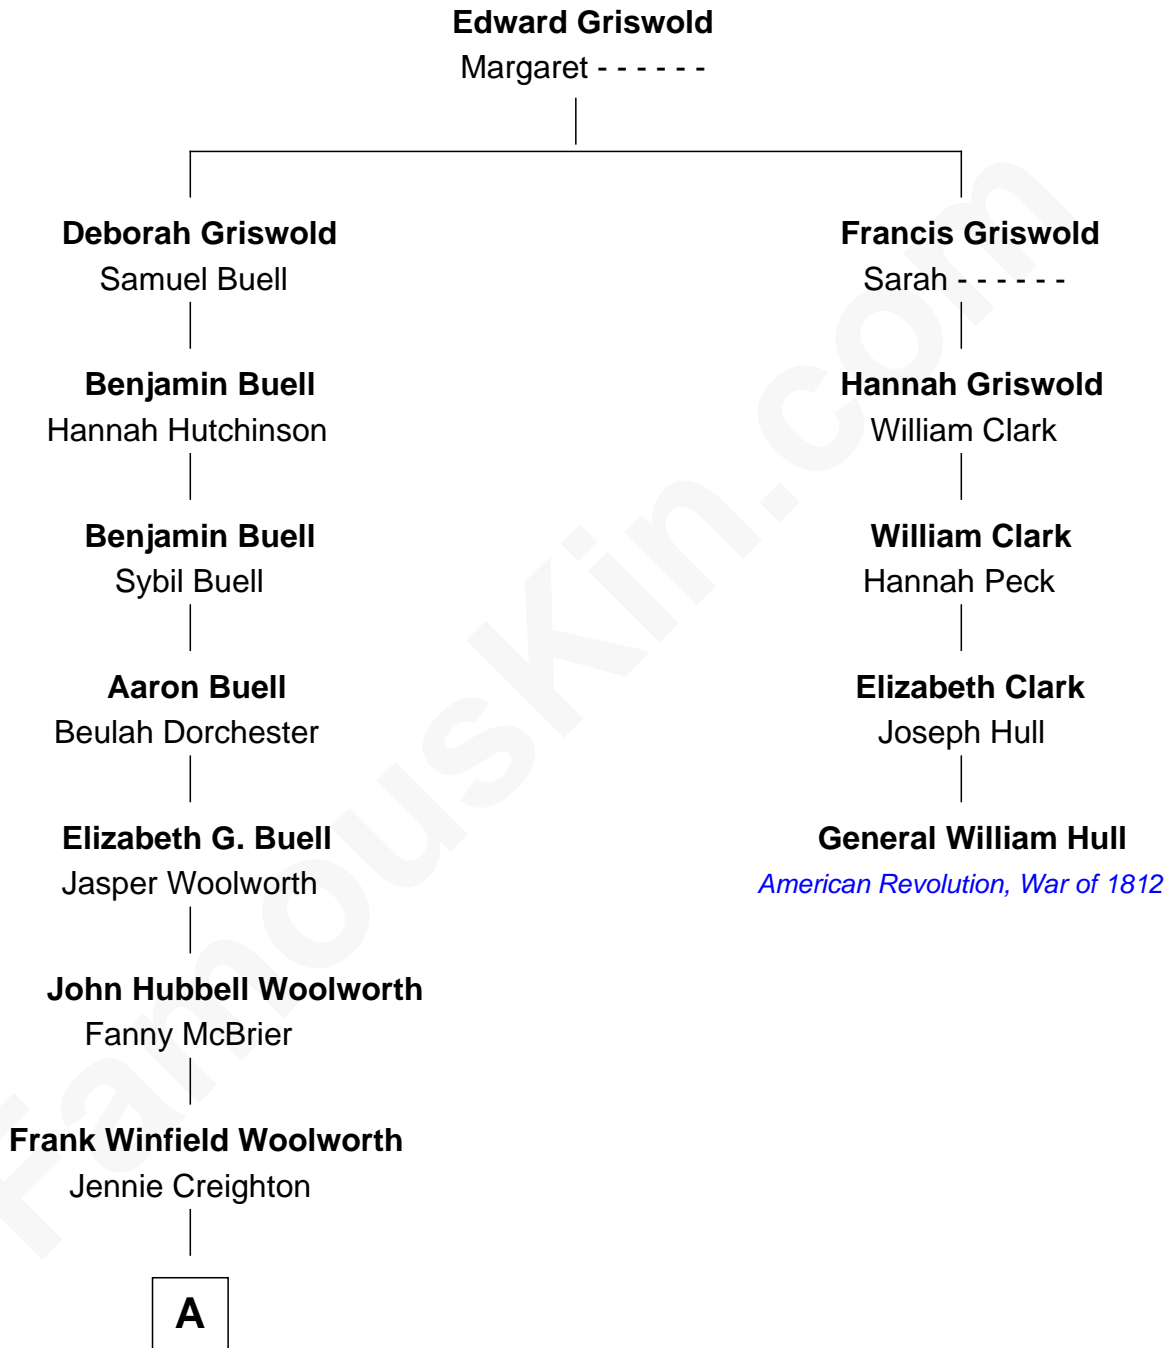 Edward Griswold
Margaret - - - - - -
Deborah Griswold
Samuel Buell
Francis Griswold
Sarah - - - - - -
Benjamin Buell
Hannah Hutchinson
Hannah Griswold
William Clark
Benjamin Buell
Sybil Buell
William Clark
Hannah Peck
Aaron Buell
Beulah Dorchester
Elizabeth Clark
Joseph Hull
Elizabeth G. Buell
Jasper Woolworth
General William Hull
American Revolution, War of 1812
John Hubbell Woolworth
Fanny McBrier
Frank Winfield Woolworth
Jennie Creighton
A
FamousKin.com